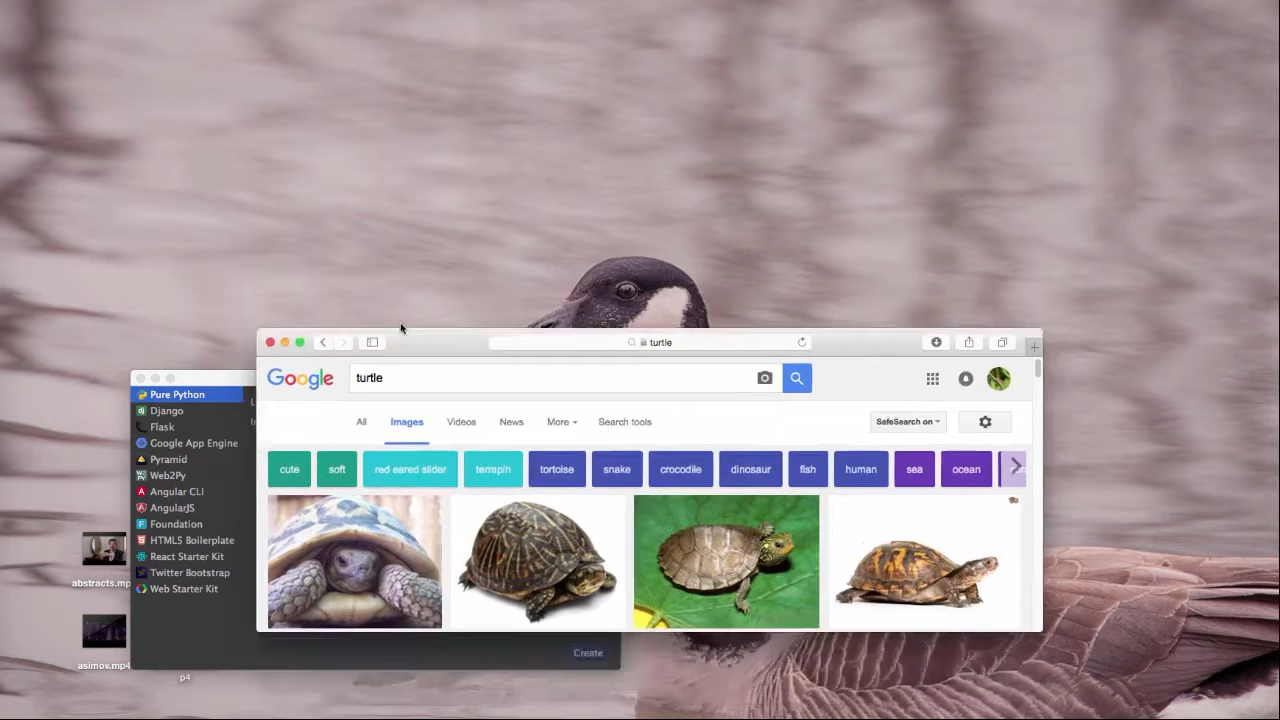 turtle
Google turtle
All Images Videos News More Search tools SafeSearch on
cute soft red eared slider terrapin tortoise snake crocodile dinosaur fish human sea ocean
Pure Python
Django
Flask
Google App Engine
Pyramid
Web2Py
Angular CLI
AngularJS
Foundation
HTML5 Boilerplate
React Starter Kit
Twitter Bootstrap
Web Starter Kit
Create
abstracts.mp
asimov.mp4
p4